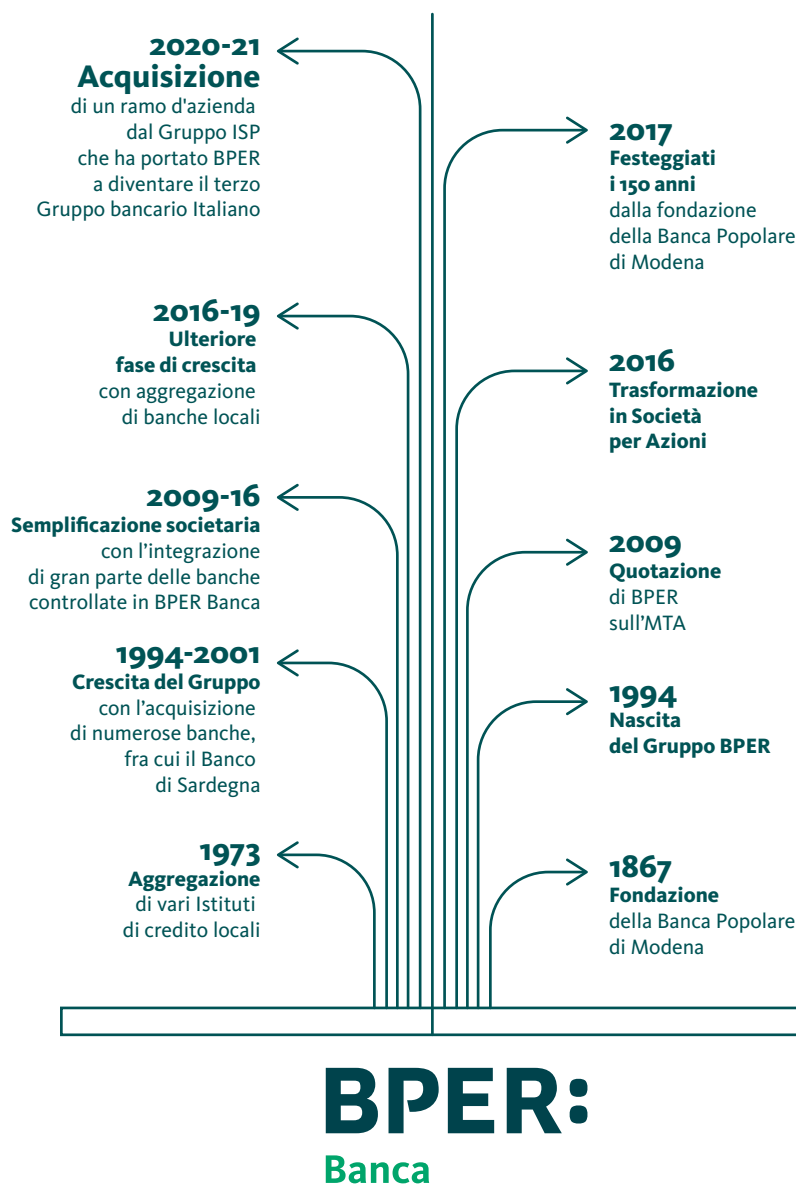 2020-21
Acquisizione
di un ramo d'azienda
dal Gruppo ISP
che ha portato BPER
a diventare il terzo
Gruppo bancario Italiano
2017
Festeggiati
i 150 anni
dalla fondazione
della Banca Popolare
di Modena
2016-19
Ulteriore
fase di crescita
con aggregazione
di banche locali
2016
Trasformazione
in Società
per Azioni
2009-16
Semplificazione societaria
con l'integrazione
di gran parte delle banche
controllate in BPER Banca
2009
Quotazione
di BPER
sull'MTA
1994-2001
Crescita del Gruppo
con l'acquisizione
di numerose banche,
fra cui il Banco
di Sardegna
1994
Nascita
del Gruppo BPER
1973
Aggregazione
di vari Istituti
di credito locali
1867
Fondazione
della Banca Popolare
di Modena
BPER:
Banca